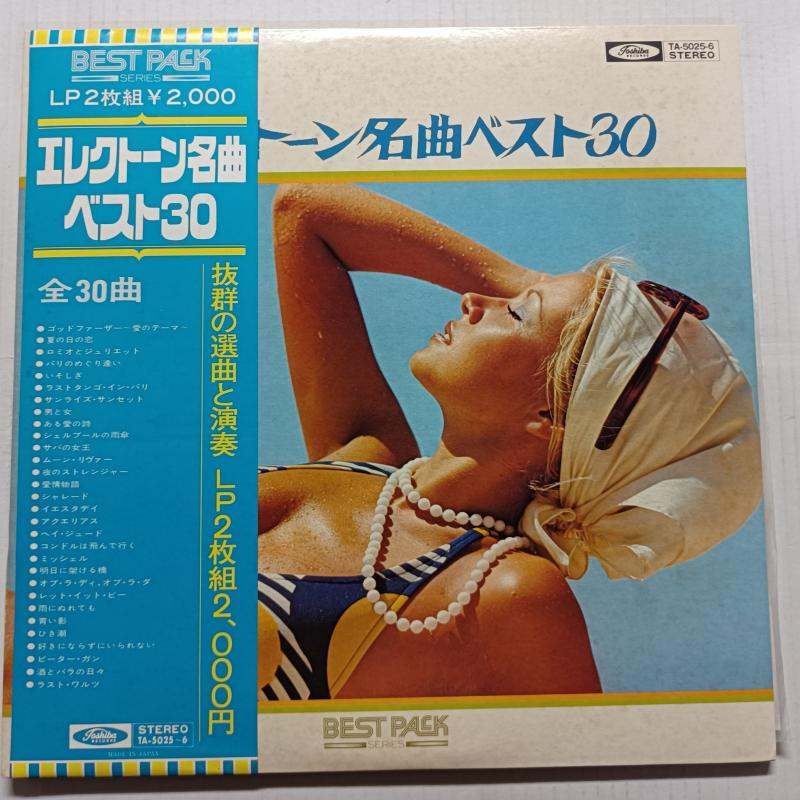 BEST PACK
SERIES
LP2枚組¥2,000
エレクトーン名曲
ベスト30
全30曲
●ゴッドファーザー~愛のテーマ~
●夏の日の恋
●ロミオとジュリエット
●パリのめぐり逢い
●いそしぎ
●ラストタンゴ・イン・パリ
●サンライズ・サンセット
●男と女
●ある愛の詩
●シェルブールの雨傘
●サバの女王
●ムーン・リヴァー
●夜のストレンジャー
●愛情物語
●シャレード
●イエスタデイ
●アクエリアス
●ヘイ・ジュード
●コンドルは飛んで行く
●ミッシェル
●明日に架ける橋
●オブ・ラ・ディ,オブ・ラ・ダ
●レット・イット・ビー
●雨にぬれても
●青い影
●ひき潮
●好きにならずにいられない
●ピーター・ガン
●酒とバラの日々
●ラスト・ワルツ
抜群の選曲と演奏 LP2枚組2,000円
Toshiba
RECORDS
STEREO
TA-5025~6
MADE IN JAPAN
Toshiba
RECORDS
TA-5025-6
STEREO
トーン名曲ベスト30
BEST PACK
SERIES